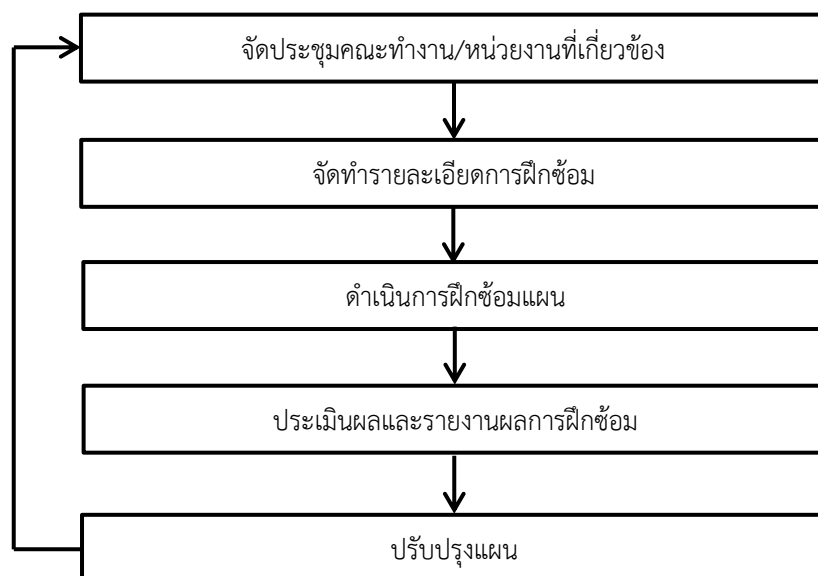 จัดประชุมคณะทำงาน/หน่วยงานที่เกี่ยวข้อง
จัดทำรายละเอียดการฝึกซ้อม
ดำเนินการฝึกซ้อมแผน
ประเมินผลและรายงานผลการฝึกซ้อม
ปรับปรุงแผน